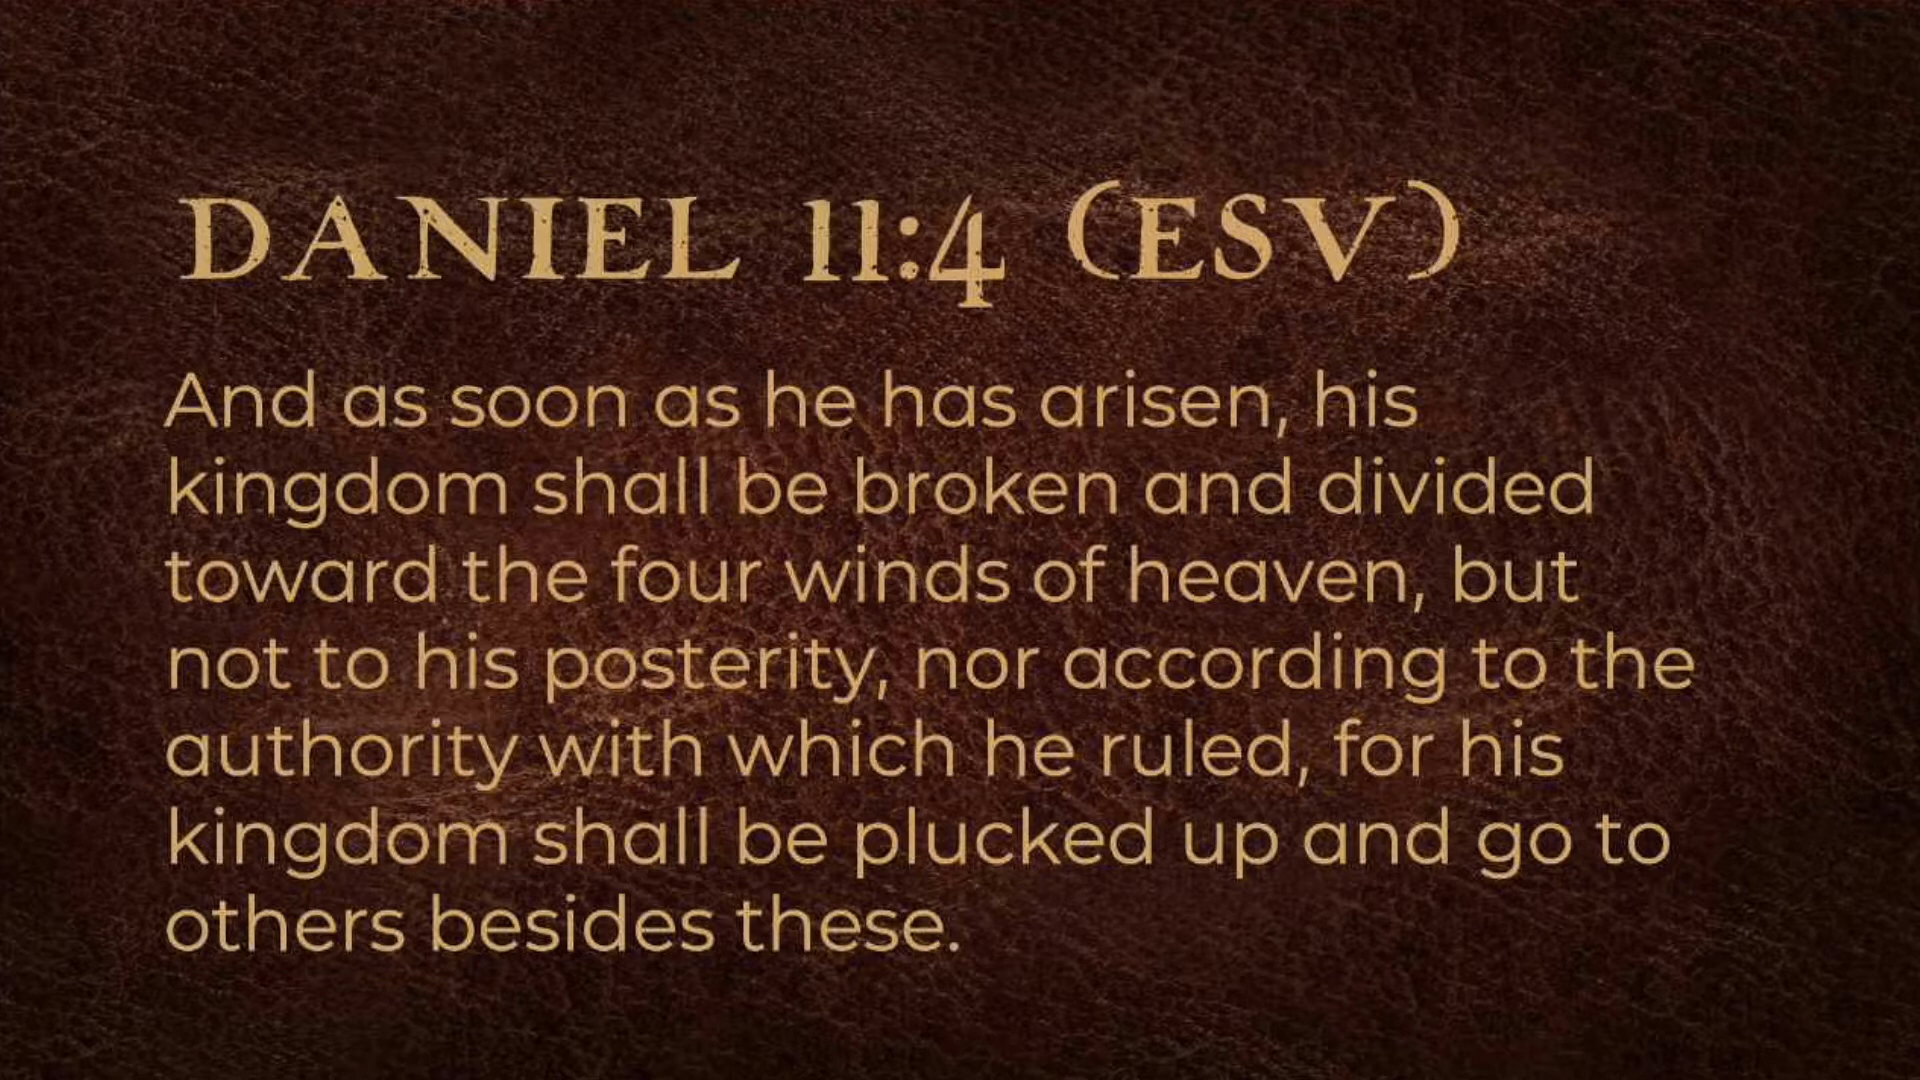 DANIEL 11:4 (ESV)
And as soon as he has arisen, his
kingdom shall be broken and divided
toward the four winds of heaven, but
not to his posterity, nor according to the
authority with which he ruled, for his
kingdom shall be plucked up and go to
others besides these.